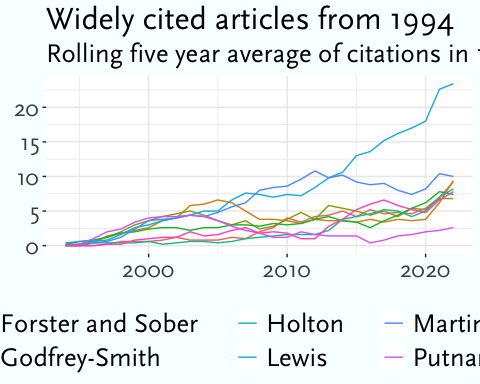 Widely cited articles from 1994
Rolling five year average of citations in
20
15
10
5
0
2000 2010 2020
Forster and Sober Holton
Godfrey-Smith Lewis